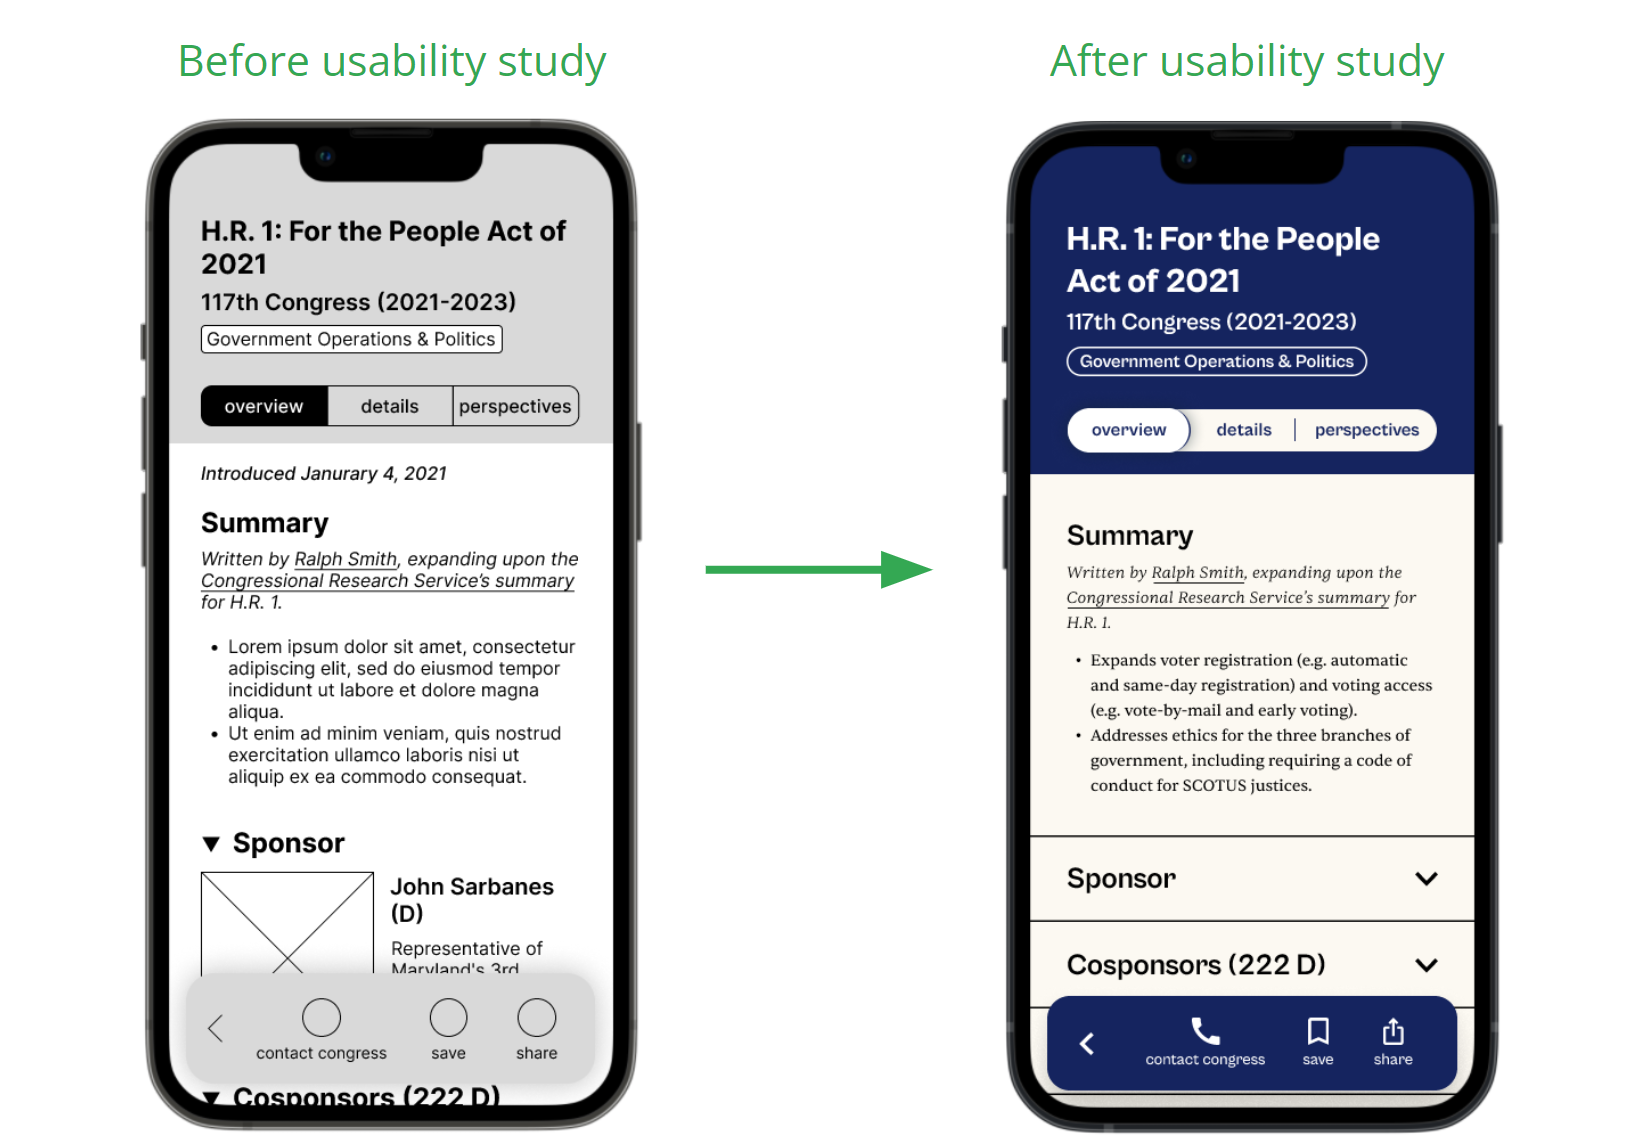 Before usability study
H.R. 1: For the People Act of
2021
117th Congress (2021-2023)
Government Operations & Politics
overview details perspectives
Introduced Janurary 4, 2021
Summary
Written by Ralph Smith, expanding upon the
Congressional Research Service's summary
for H.R. 1.
• Lorem ipsum dolor sit amet, consectetur
adipiscing elit, sed do eiusmod tempor
incididunt ut labore et dolore magna
aliqua.
• Ut enim ad minim veniam, quis nostrud
exercitation ullamco laboris nisi ut
aliquip ex ea commodo consequat.
▼ Sponsor
John Sarbanes
(D)
Representative of
Maryland's 3rd
contact congress save share
▼ Cosponsors (222 D)
After usability study
H.R. 1: For the People
Act of 2021
117th Congress (2021-2023)
Government Operations & Politics
overview details perspectives
Summary
Written by Ralph Smith, expanding upon the
Congressional Research Service's summary for
H.R. 1.
• Expands voter registration (e.g. automatic
and same-day registration) and voting access
(e.g. vote-by-mail and early voting).
• Addresses ethics for the three branches of
government, including requiring a code of
conduct for SCOTUS justices.
Sponsor
Cosponsors (222 D)
contact congress save share